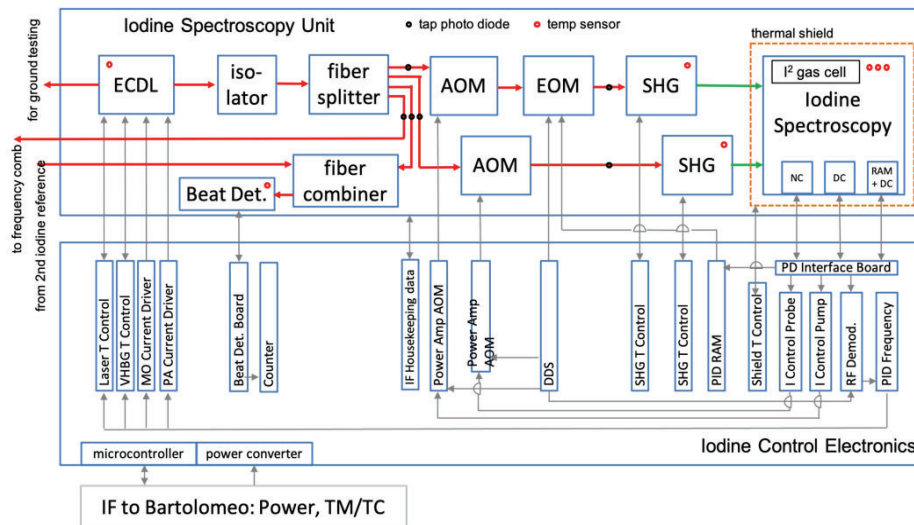 Iodine Spectroscopy Unit
tap photo diode
temp sensor
thermal shield
for ground testing
ECDL
iso-
lator
fiber
splitter
AOM
EOM
SHG
I² gas cell
Iodine
Spectroscopy
to frequency comb
from 2nd iodine reference
fiber
combiner
Beat Det.
AOM
SHG
NC
DC
RAM
+ DC
PD Interface Board
Laser T Control
VHBG T Control
MO Current Driver
PA Current Driver
Beat Det. Board
Counter
IF Housekeeping data
Power Amp AOM
Power Amp
AOM
DDS
SHG T Control
SHG T Control
PID RAM
Shield T Control
I Control Probe
I Control Pump
RF Demod.
PID Frequency
Iodine Control Electronics
microcontroller
power converter
IF to Bartolomeo: Power, TM/TC